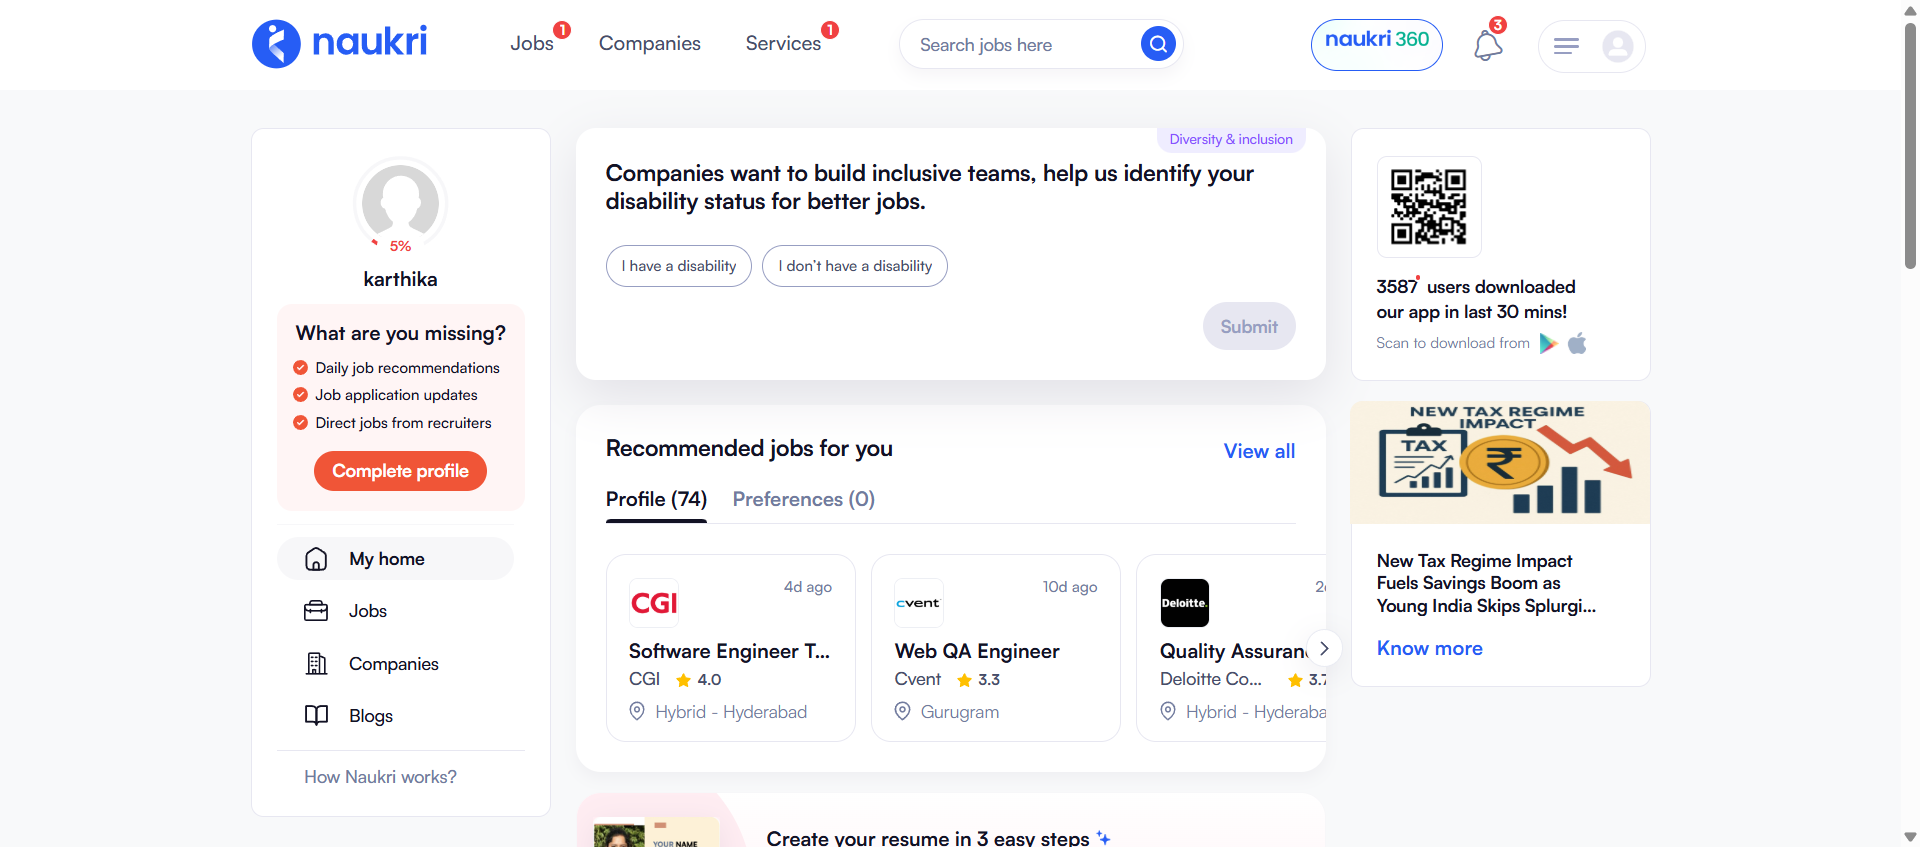 naukri
Jobs 1
Companies
Services 1
Search jobs here
naukri 360
3
5%
karthika
What are you missing?
Daily job recommendations
Job application updates
Direct jobs from recruiters
Complete profile
My home
Jobs
Companies
Blogs
How Naukri works?
Diversity & inclusion
Companies want to build inclusive teams, help us identify your
disability status for better jobs.
I have a disability
I don't have a disability
Submit
Recommended jobs for you
View all
Profile (74)
Preferences (0)
CGI
4d ago
Software Engineer T...
CGI 4.0
Hybrid - Hyderabad
cvent
10d ago
Web QA Engineer
Cvent 3.3
Gurugram
Deloitte.
Quality Assuran
Deloitte Co... 3.7
Hybrid - Hyderaba
Create your resume in 3 easy steps
YOUR NAME
3587 users downloaded
our app in last 30 mins!
Scan to download from
NEW TAX REGIME
IMPACT
TAX
₹
New Tax Regime Impact
Fuels Savings Boom as
Young India Skips Splurgi...
Know more